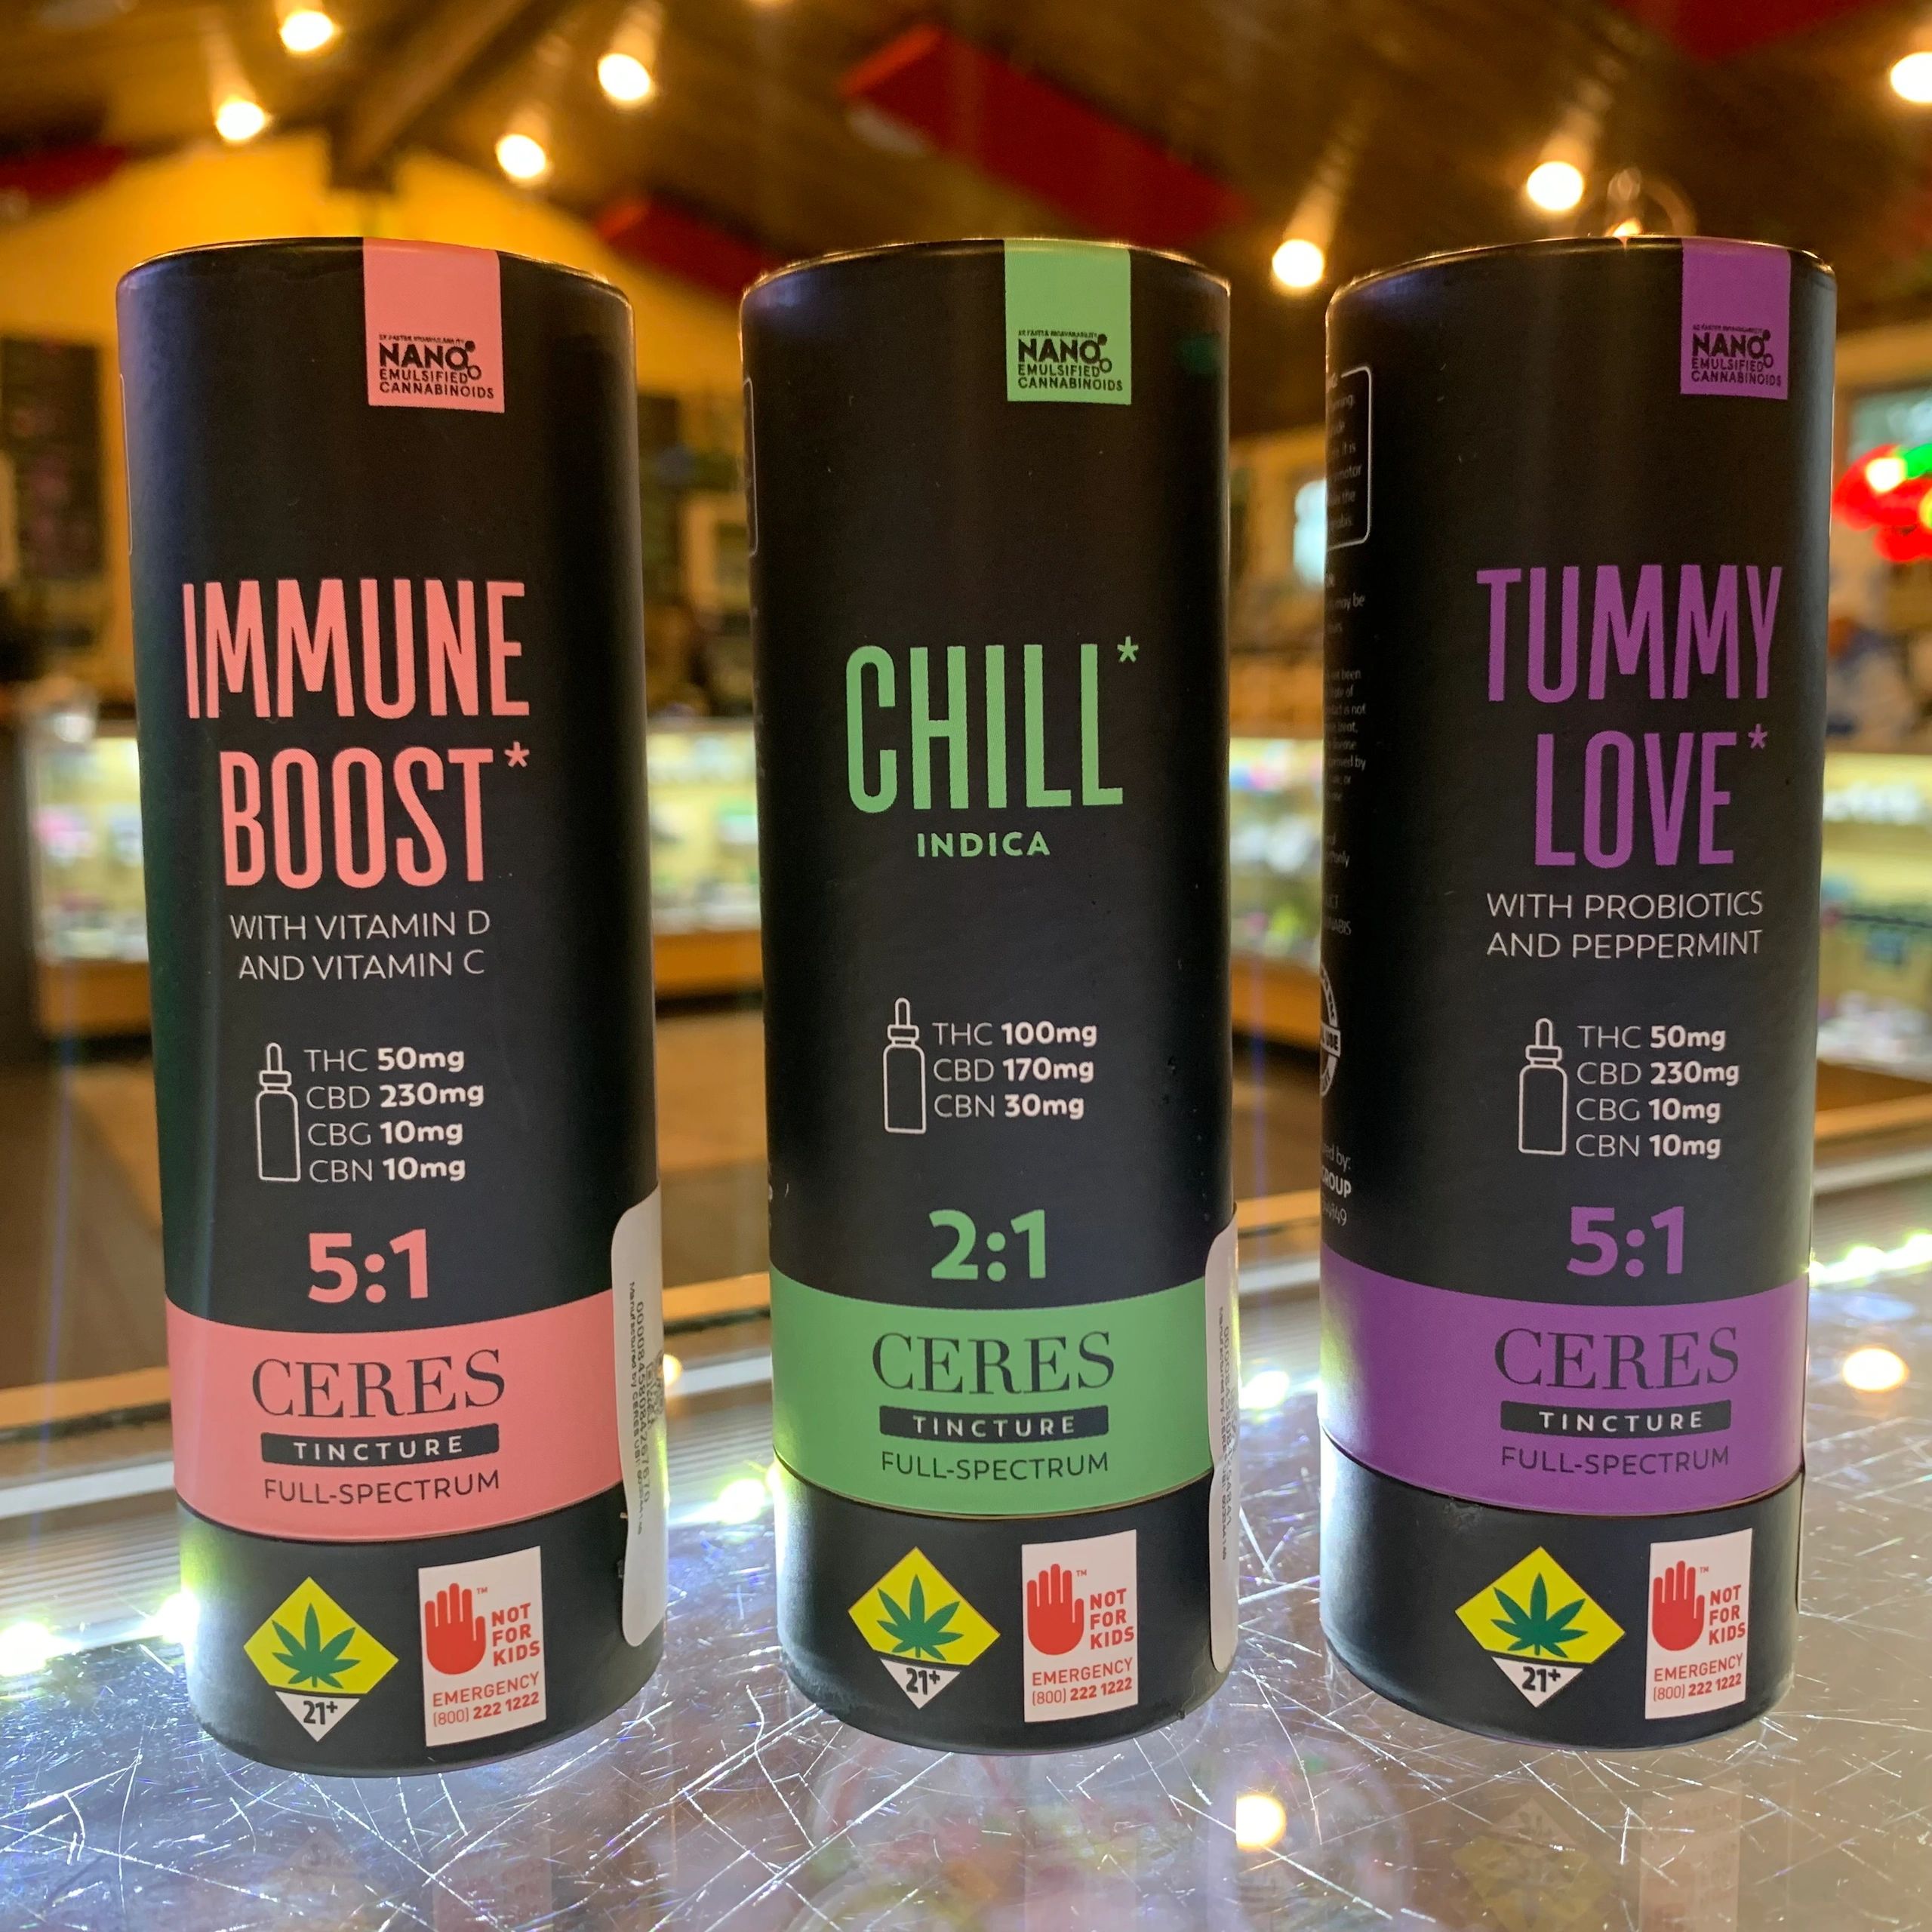 NANO
EMULSIFIED
CANNABINOIDS
IMMUNE
BOOST*
WITH VITAMIN D
AND VITAMIN C
THC 50mg
CBD 230mg
CBG 10mg
CBN 10mg
5:1
CERES
TINCTURE
FULL-SPECTRUM
21+
NOT
FOR
KIDS
EMERGENCY
(800) 222 1222
NANO
EMULSIFIED
CANNABINOIDS
CHILL*
INDICA
THC 100mg
CBD 170mg
CBN 30mg
2:1
CERES
TINCTURE
FULL-SPECTRUM
21+
NOT
FOR
KIDS
EMERGENCY
(800) 222 1222
NANO
EMULSIFIED
CANNABINOIDS
TUMMY
LOVE*
WITH PROBIOTICS
AND PEPPERMINT
THC 50mg
CBD 230mg
CBG 10mg
CBN 10mg
5:1
CERES
TINCTURE
FULL-SPECTRUM
21+
NOT
FOR
KIDS
EMERGENCY
(800) 222 1222